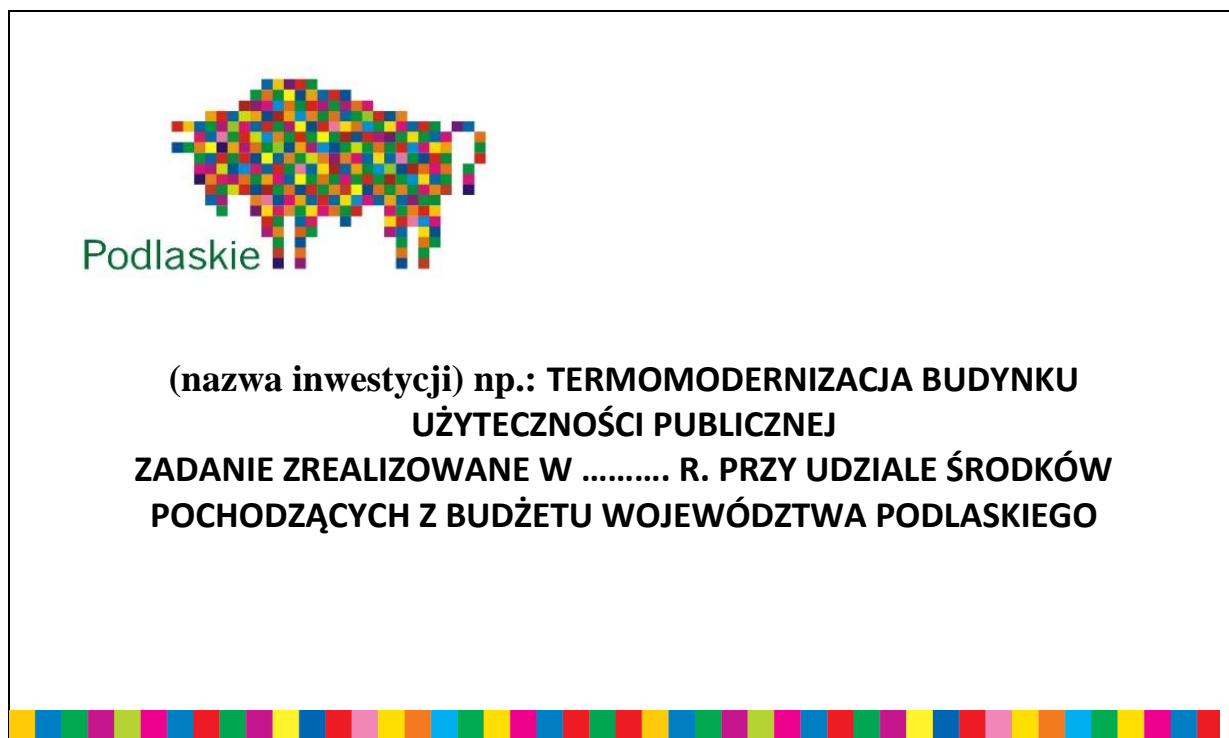 Podlaskie
(nazwa inwestycji) np.: TERMOMODERNIZACJA BUDYNKU
UŻYTECZNOŚCI PUBLICZNEJ
ZADANIE ZREALIZOWANE W .......... R. PRZY UDZIALE ŚRODKÓW
POCHODZĄCYCH Z BUDŻETU WOJEWÓDZTWA PODLASKIEGO